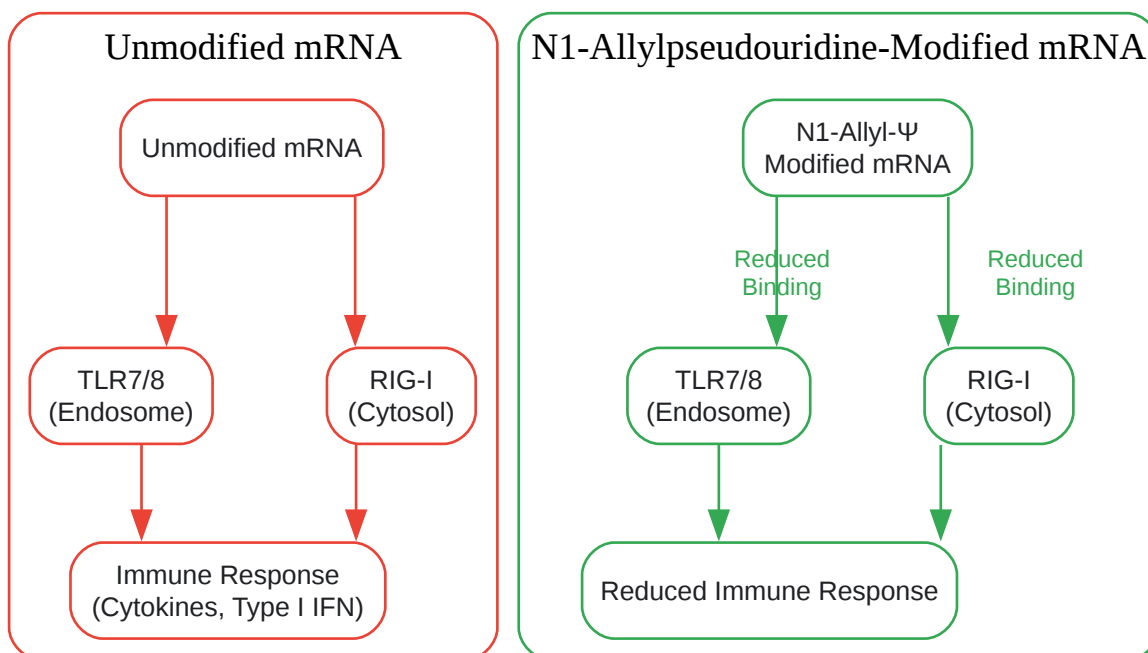 Unmodified mRNA
Unmodified mRNA
TLR7/8
(Endosome)
RIG-I
(Cytosol)
Immune Response
(Cytokines, Type I IFN)
N1-Allylpseudouridine-Modified mRNA
N1-Allyl-Ψ
Modified mRNA
Reduced
Binding
Reduced
Binding
TLR7/8
(Endosome)
RIG-I
(Cytosol)
Reduced Immune Response